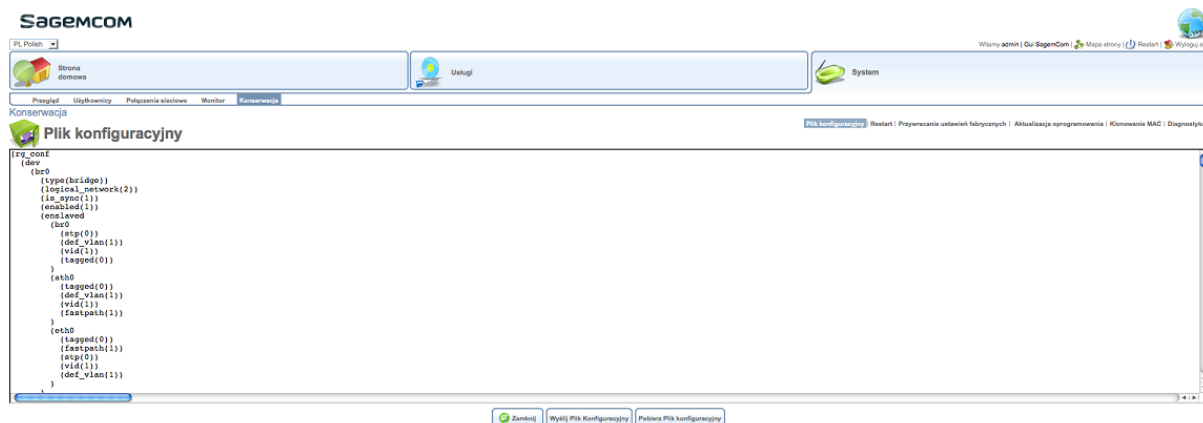 SAGEMCOM
PL Polish
Witamy admin | Gui SagemCom | Mapa strony | Restart | Wyloguj
Strona domowa
Usługi
System
Przegląd Użytkownicy Połączenia sieciowe Monitor Konserwacja
Konserwacja
Plik konfiguracyjny | Restart | Przywracanie ustawień fabrycznych | Aktualizacja oprogramowania | Klonowanie MAC | Diagnostyka
Plik konfiguracyjny
(rg_conf
(dev
(br0
(type(bridge))
(logical_network(2))
(is_sync(1))
(enabled(1))
(enslaved
(br0
(stp(0))
(def_vlan(1))
(vid(1))
(tagged(0))
)
(ath0
(tagged(0))
(def_vlan(1))
(vid(1))
(fastpath(1))
)
(eth0
(tagged(0))
(fastpath(1))
(stp(0))
(vid(1))
(def_vlan(1))
)
Zamknij Wyślij Plik Konfiguracyjny Pobierz Plik konfiguracyjny